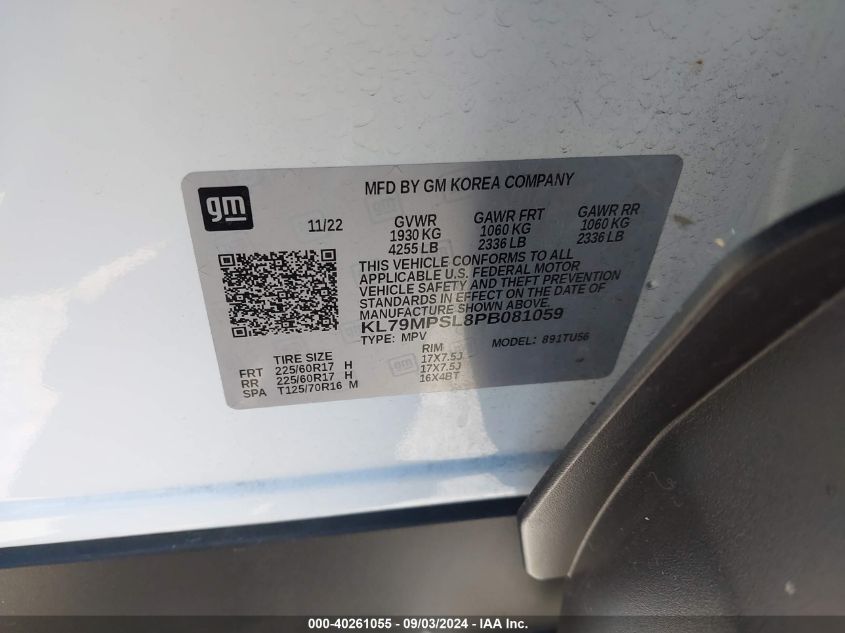 gm
MFD BY GM KOREA COMPANY
11/22
GVWR GAWR FRT GAWR RR
1930 KG 1060 KG 1060 KG
4255 LB 2336 LB 2336 LB
THIS VEHICLE CONFORMS TO ALL
APPLICABLE U.S. FEDERAL MOTOR
VEHICLE SAFETY AND THEFT PREVENTION
STANDARDS IN EFFECT ON THE DATE OF
MANUFACTURE SHOWN ABOVE.
KL79MPSL8PB081059
TYPE: MPV MODEL: 891TU56
TIRE SIZE RIM
FRT 225/60R17 H 17X7.5J
RR 225/60R17 H 17X7.5J
SPA T125/70R16 M 16X4BT
000-40261055 - 09/03/2024 - IAA Inc.